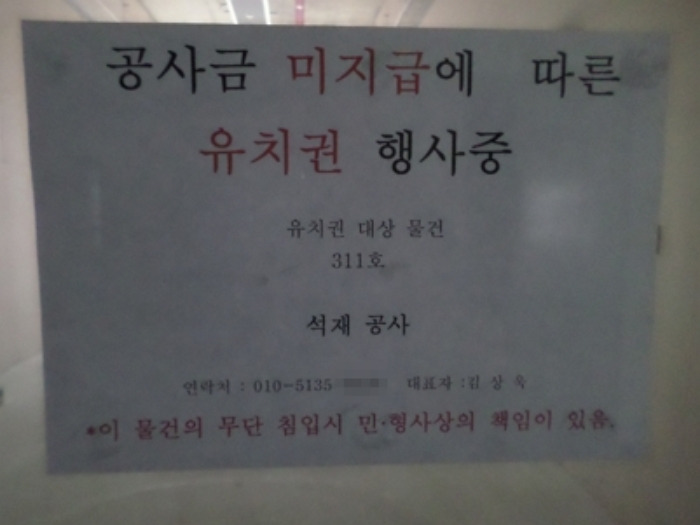 공사금 미지급에 따른
유치권 행사중
유치권 대상 물건
311호
석재 공사
연락처 : 010-5135 대표자 :김 상 욱
*이 물건의 무단 침입시 민·형사상의 책임이 있음.